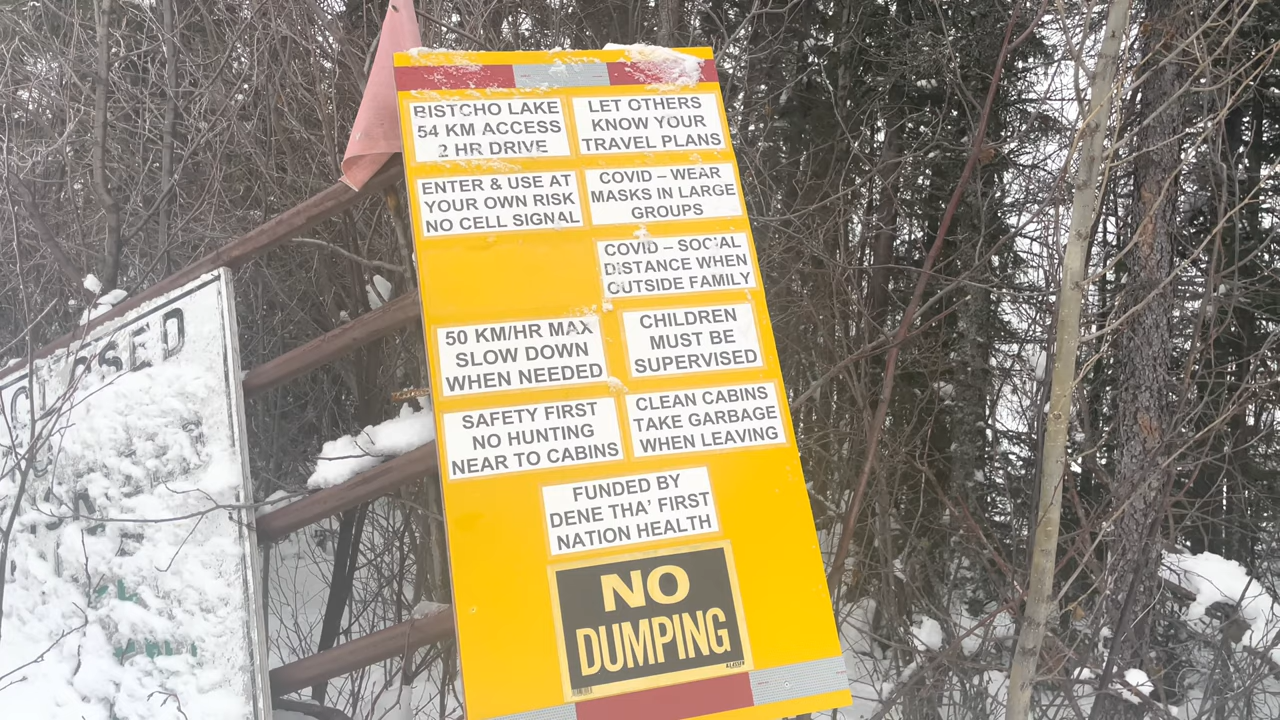 BISTCHO LAKE
54 KM ACCESS
2 HR DRIVE
LET OTHERS
KNOW YOUR
TRAVEL PLANS
ENTER & USE AT
YOUR OWN RISK
NO CELL SIGNAL
COVID – WEAR
MASKS IN LARGE
GROUPS
COVID – SOCIAL
DISTANCE WHEN
OUTSIDE FAMILY
50 KM/HR MAX
SLOW DOWN
WHEN NEEDED
CHILDREN
MUST BE
SUPERVISED
SAFETY FIRST
NO HUNTING
NEAR TO CABINS
CLEAN CABINS
TAKE GARBAGE
WHEN LEAVING
FUNDED BY
DENE THA' FIRST
NATION HEALTH
NO
DUMPING
CLOSED